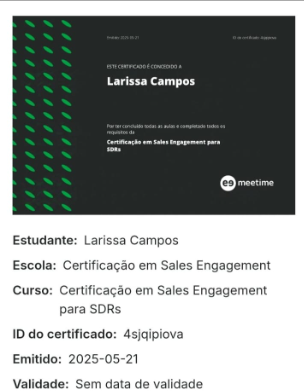 Emitido 2025-05-21
ID do certificado: 4sjqipiova
ESTE CERTIFICADO É CONCEDIDO A
Larissa Campos
Por ter concluído todas as aulas e completado todos os
requisitos da
Certificação em Sales Engagement para
SDRs
meetime
Estudante: Larissa Campos
Escola: Certificação em Sales Engagement
Curso: Certificação em Sales Engagement
para SDRs
ID do certificado: 4sjqipiova
Emitido: 2025-05-21
Validade: Sem data de validade